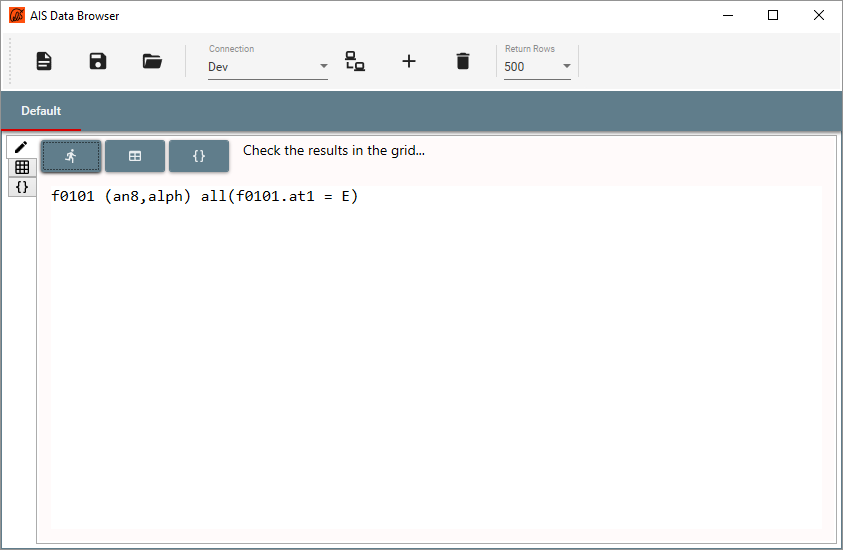 AIS Data Browser
Connection
Dev
Return Rows
500
Default
{}
Check the results in the grid...
{}
f0101 (an8,alph) all(f0101.at1 = E)